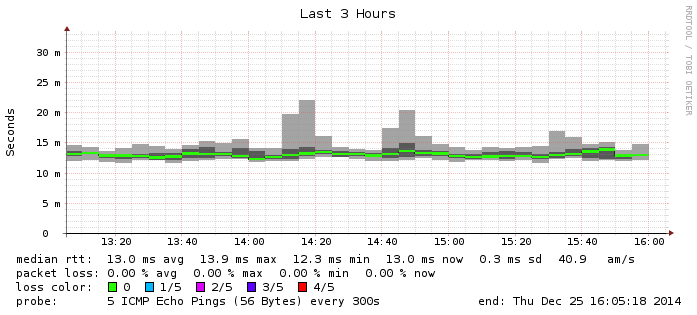 Last 3 Hours
RRDTOOL / TOBI OETIKER
Seconds
30 m
25 m
20 m
15 m
10 m
5 m
0
13:20 13:40 14:00 14:20 14:40 15:00 15:20 15:40 16:00
median rtt: 13.0 ms avg 13.9 ms max 12.3 ms min 13.0 ms now 0.3 ms sd 40.9 am/s
packet loss: 0.00 % avg 0.00 % max 0.00 % min 0.00 % now
loss color: 0 1/5 2/5 3/5 4/5
probe: 5 ICMP Echo Pings (56 Bytes) every 300s end: Thu Dec 25 16:05:18 2014